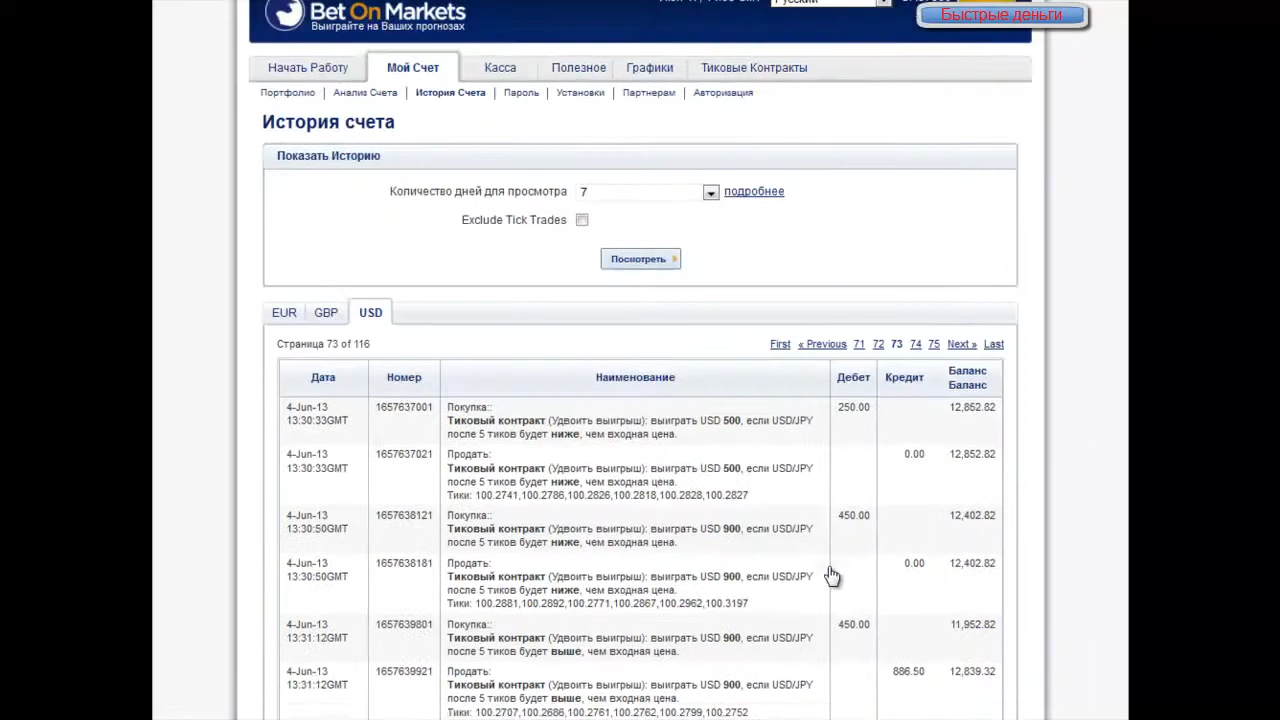 Bet On Markets
Выиграйте на Ваших прогнозах
Быстрые деньги
Начать Работу
Мой Счет
Касса
Полезное
Графики
Тиковые Контракты
Портфолио | Анализ Счета | История Счета | Пароль | Установки | Партнерам | Авторизация
История счета
Показать Историю
Количество дней для просмотра 7 подробнее
Exclude Tick Trades
Посмотреть
EUR GBP USD
Страница 73 of 116
First « Previous 71 72 73 74 75 Next » Last
Дата Номер Наименование Дебет Кредит Баланс
Баланс
4-Jun-13 1657637001 Покупка:: 250.00 12,852.82
13:30:33GMT Тиковый контракт (Удвоить выигрыш): выиграть USD 500, если USD/JPY
после 5 тиков будет ниже, чем входная цена.
4-Jun-13 1657637021 Продать: 0.00 12,852.82
13:30:33GMT Тиковый контракт (Удвоить выигрыш): выиграть USD 500, если USD/JPY
после 5 тиков будет ниже, чем входная цена.
Тики: 100.2741,100.2786,100.2826,100.2818,100.2828,100.2827
4-Jun-13 1657638121 Покупка:: 450.00 12,402.82
13:30:50GMT Тиковый контракт (Удвоить выигрыш): выиграть USD 900, если USD/JPY
после 5 тиков будет ниже, чем входная цена.
4-Jun-13 1657638181 Продать: 0.00 12,402.82
13:30:50GMT Тиковый контракт (Удвоить выигрыш): выиграть USD 900, если USD/JPY
после 5 тиков будет ниже, чем входная цена.
Тики: 100.2881,100.2892,100.2771,100.2867,100.2962,100.3197
4-Jun-13 1657639801 Покупка:: 450.00 11,952.82
13:31:12GMT Тиковый контракт (Удвоить выигрыш): выиграть USD 900, если USD/JPY
после 5 тиков будет выше, чем входная цена.
4-Jun-13 1657639921 Продать: 886.50 12,839.32
13:31:12GMT Тиковый контракт (Удвоить выигрыш): выиграть USD 900, если USD/JPY
после 5 тиков будет выше, чем входная цена.
Тики: 100.2707,100.2686,100.2761,100.2762,100.2799,100.2752